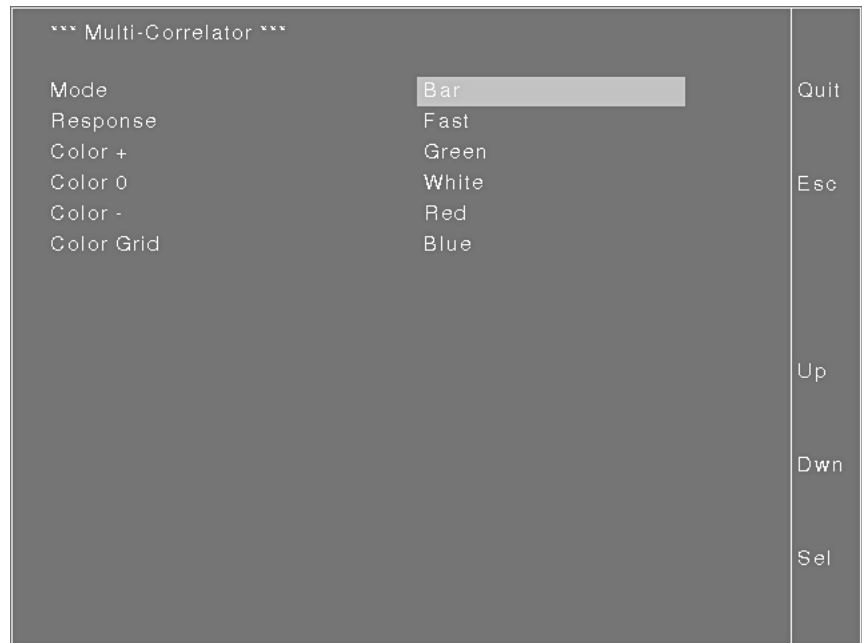 *** Multi-Correlator ***
Mode Bar
Response Fast
Color + Green
Color 0 White
Color - Red
Color Grid Blue
Quit
Esc
Up
Dwn
Sel